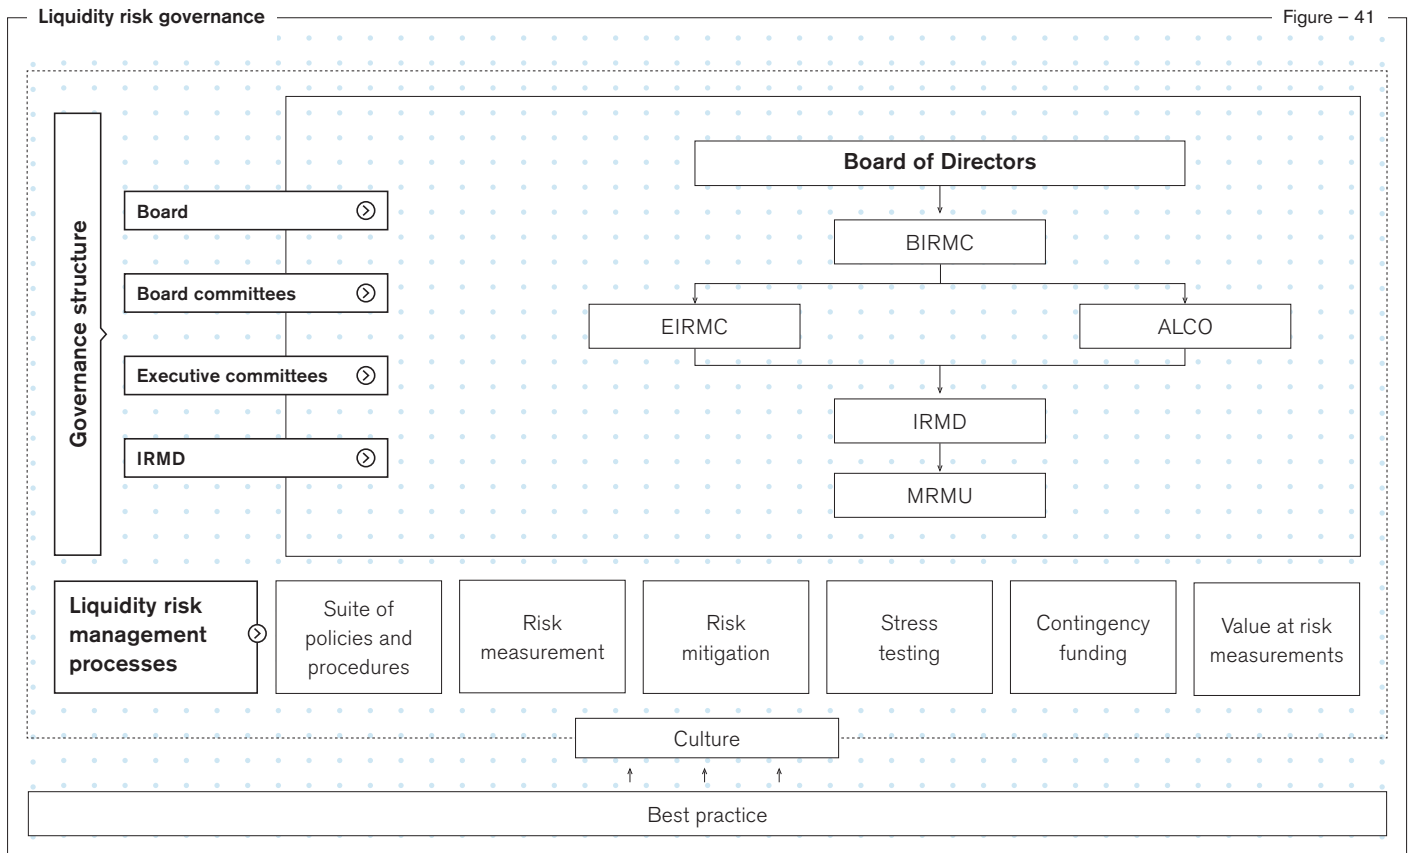 Liquidity risk governance
Figure – 41
Governance structure
Board
Board committees
Executive committees
IRMD
Board of Directors
BIRMC
EIRMC
ALCO
IRMD
MRMU
Liquidity risk
management
processes
Suite of
policies and
procedures
Risk
measurement
Risk
mitigation
Stress
testing
Contingency
funding
Value at risk
measurements
Culture
Best practice